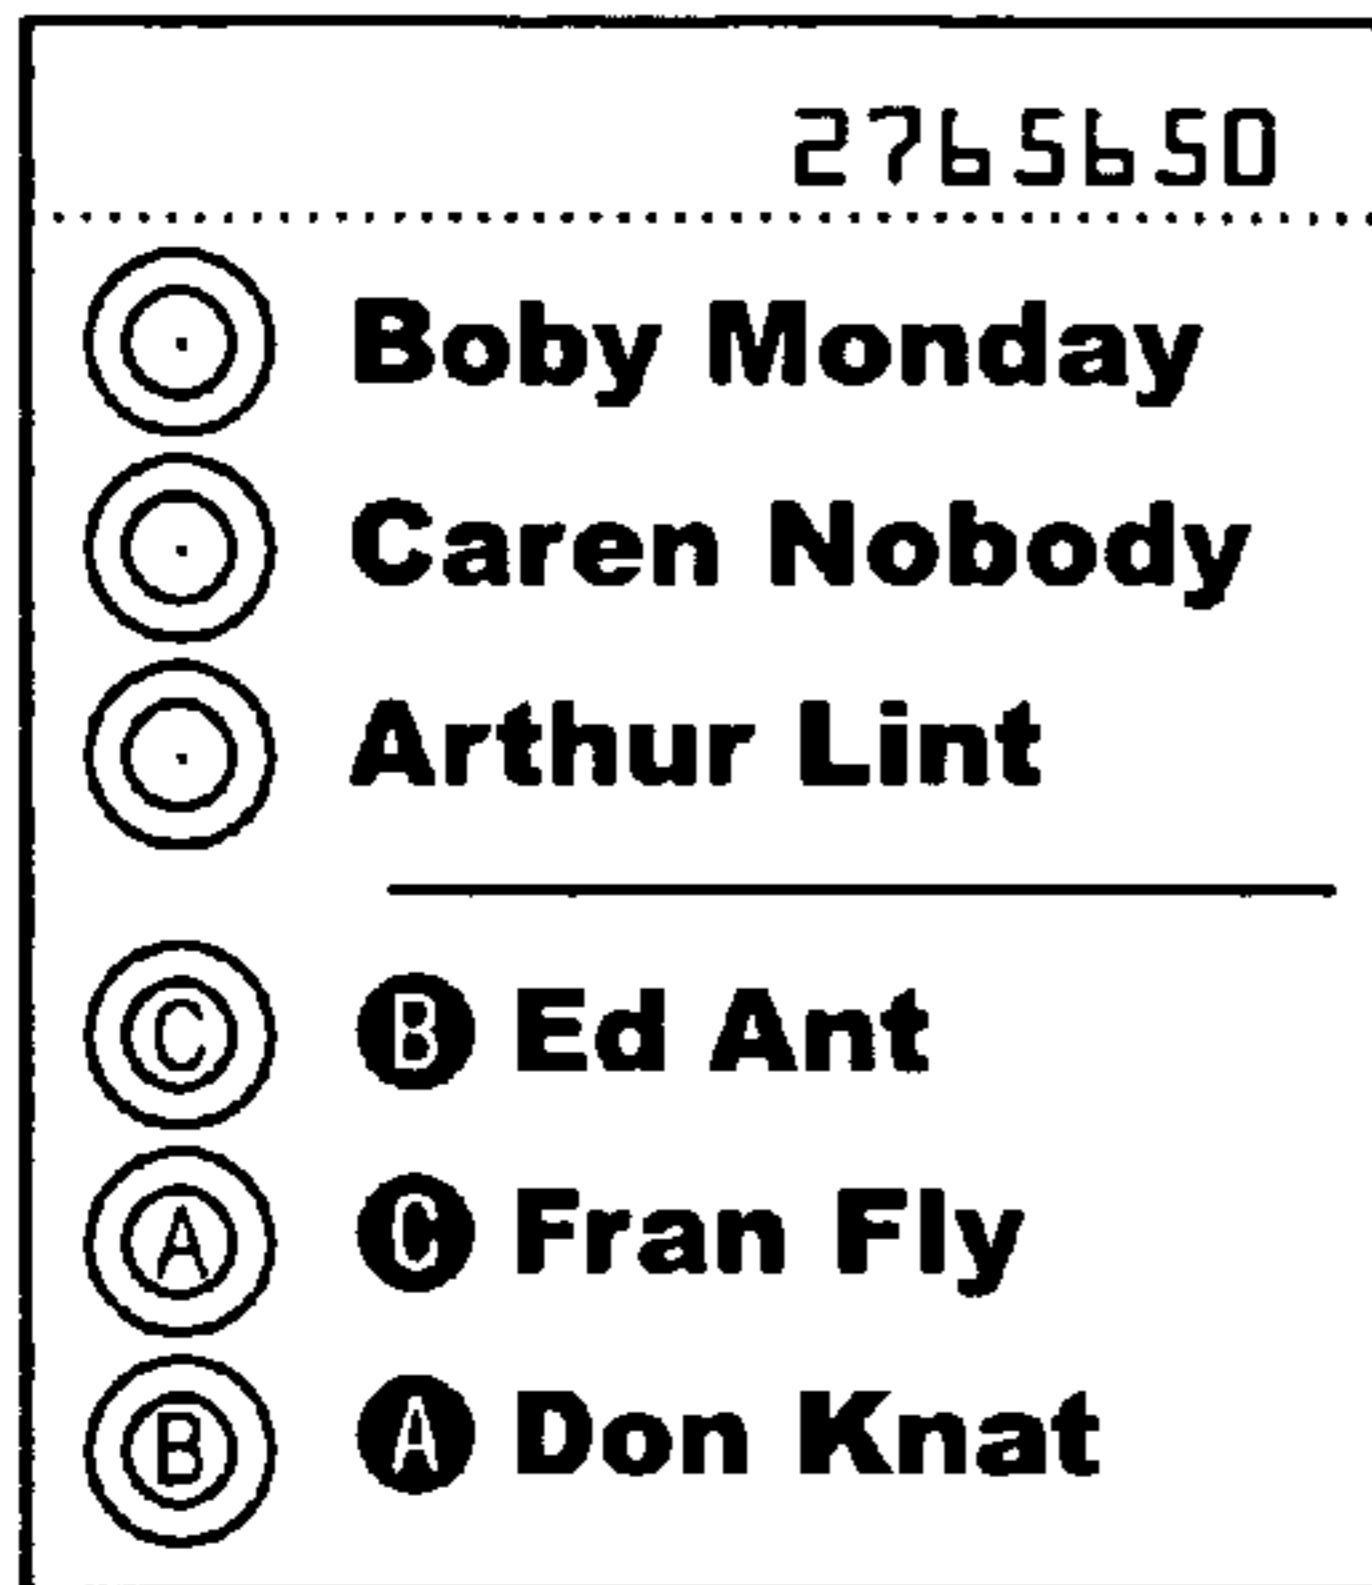 2765650
Boby Monday
Caren Nobody
Arthur Lint
C B Ed Ant
A C Fran Fly
B A Don Knat